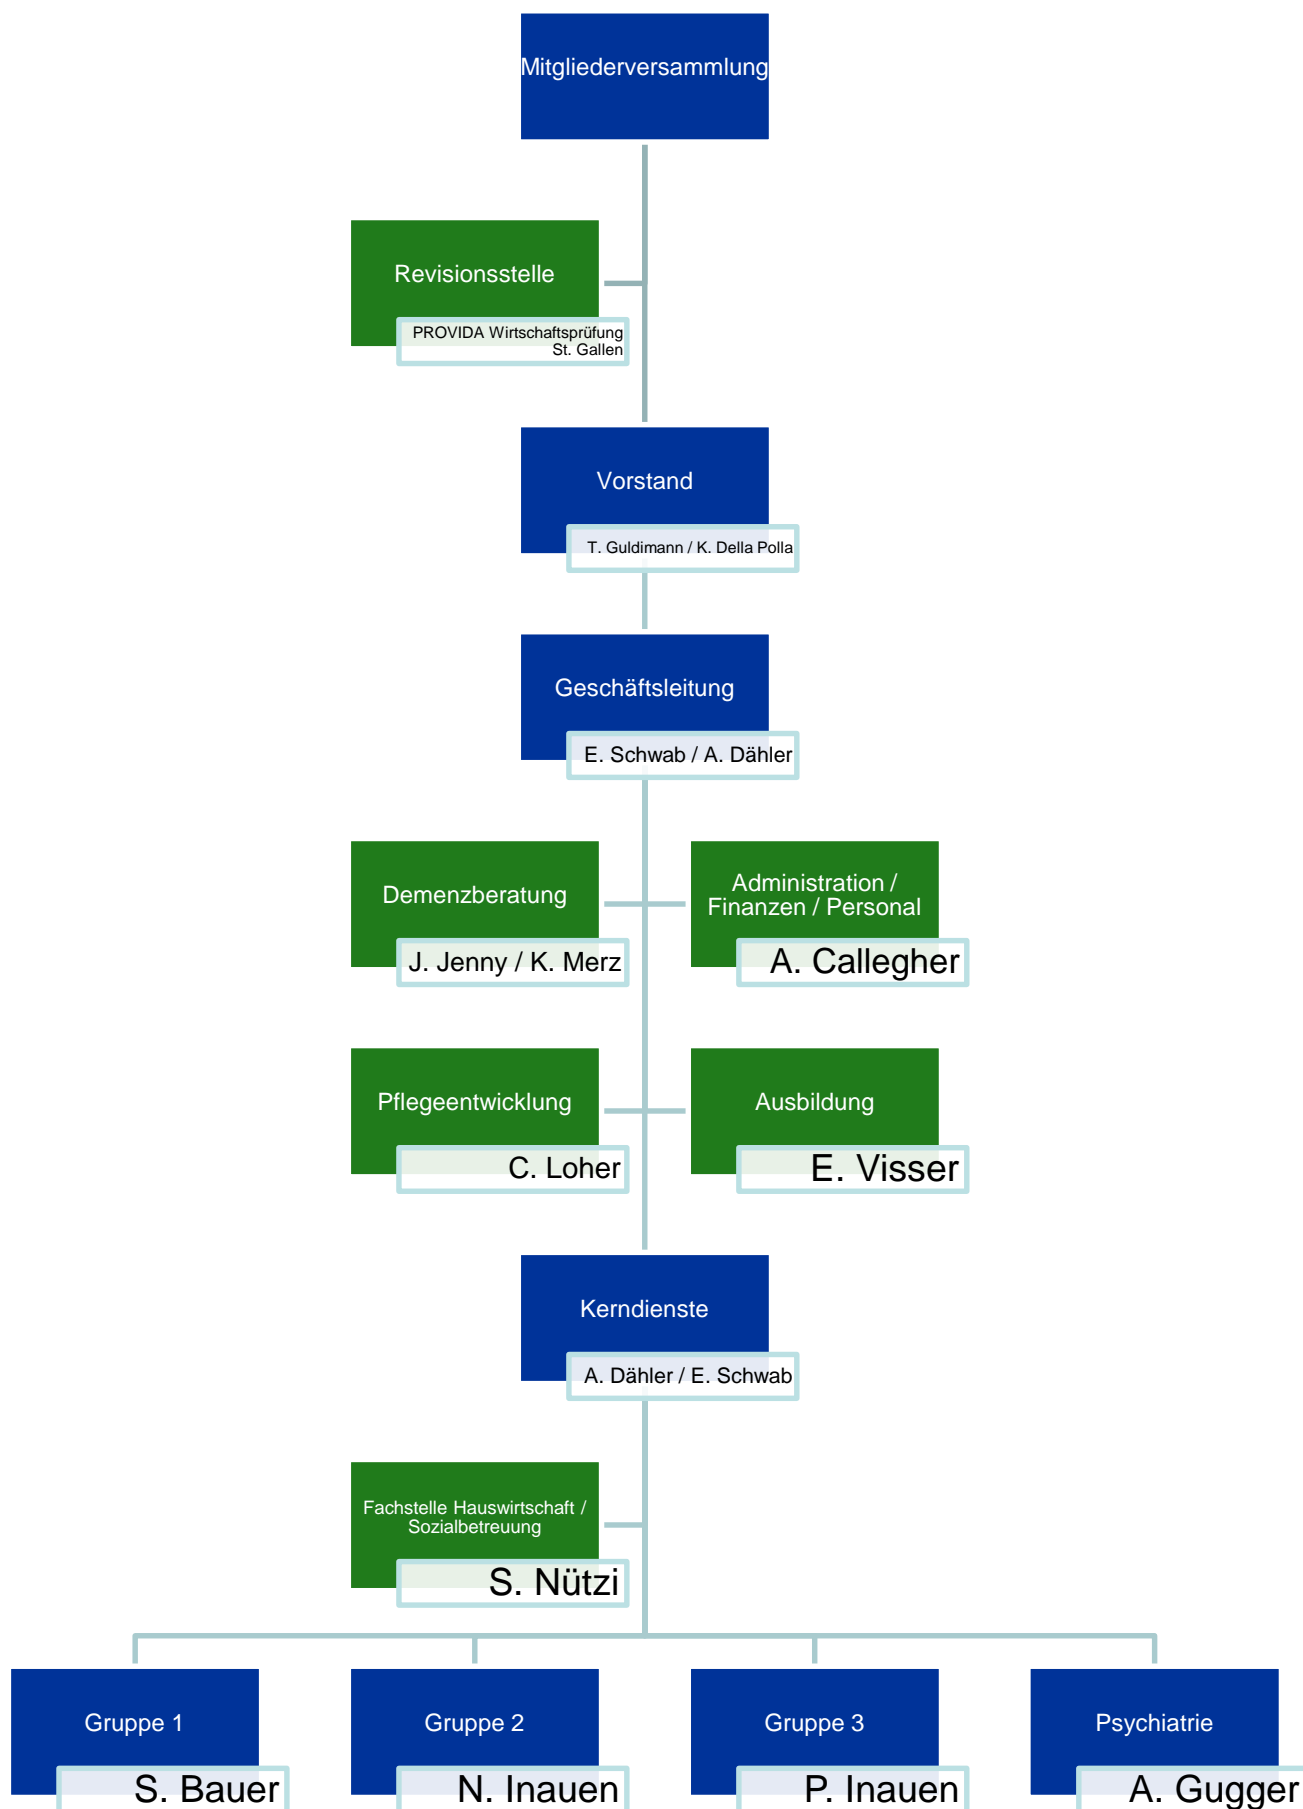 Mitgliederversammlung
Revisionsstelle
PROVIDA Wirtschaftsprüfung
St. Gallen
Vorstand
T. Guldimann / K. Della Polla
Geschäftsleitung
E. Schwab / A. Dähler
Demenzberatung
J. Jenny / K. Merz
Administration /
Finanzen / Personal
A. Callegher
Pflegeentwicklung
C. Loher
Ausbildung
E. Visser
Kerndienste
A. Dähler / E. Schwab
Fachstelle Hauswirtschaft /
Sozialbetreuung
S. Nützi
Gruppe 1
S. Bauer
Gruppe 2
N. Inauen
Gruppe 3
P. Inauen
Psychiatrie
A. Gugger